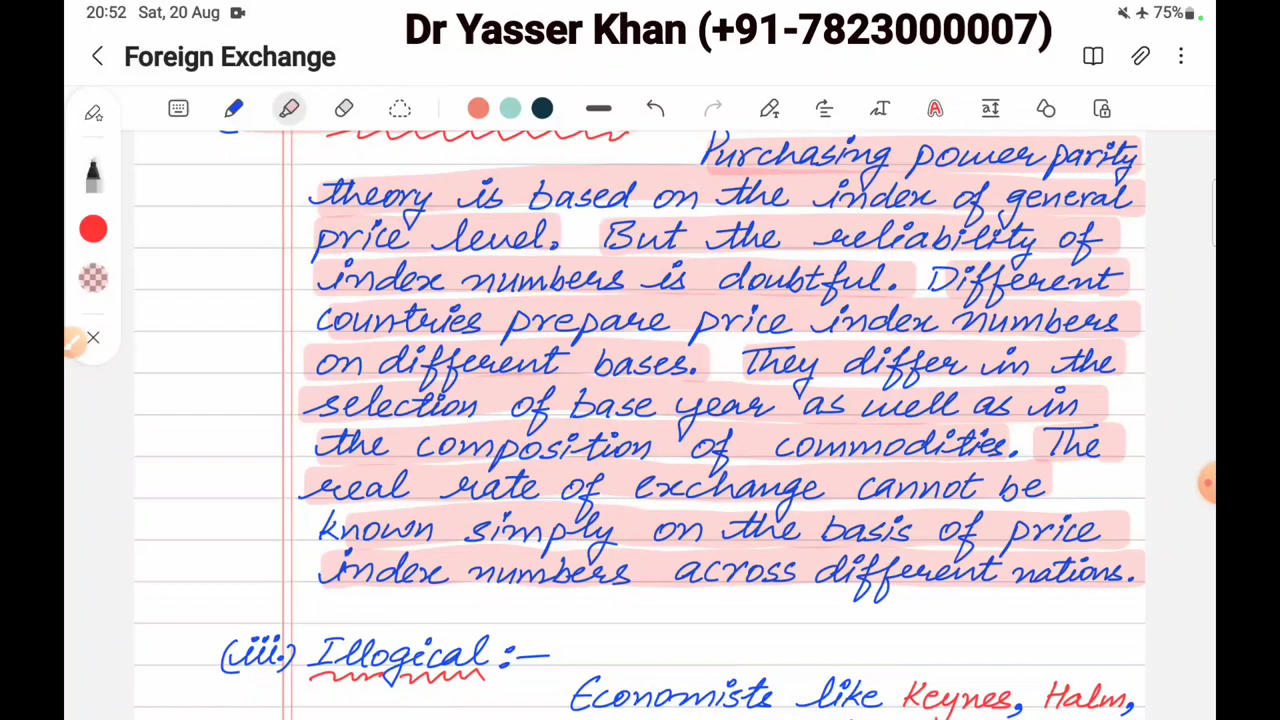 20:52 Sat, 20 Aug
75%
Dr Yasser Khan (+91-7823000007)
Foreign Exchange
Purchasing power parity
theory is based on the index of general
price level. But the reliability of
index numbers is doubtful. Different
countries prepare price index numbers
on different bases. They differ in the
selection of base year as well as in
the composition of commodities. The
real rate of exchange cannot be
known simply on the basis of price
index numbers across different nations.
(iii.) Illogical :—
Economists like Keynes, Halm,